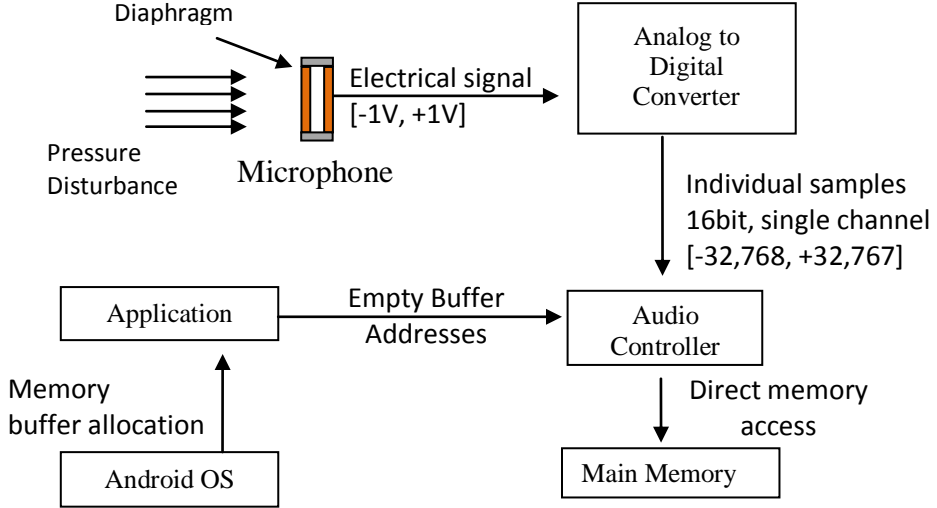 Diaphragm
Pressure
Disturbance
Microphone
Electrical signal
[-1V, +1V]
Analog to
Digital
Converter
Individual samples
16bit, single channel
[-32,768, +32,767]
Application
Empty Buffer
Addresses
Audio
Controller
Memory
buffer allocation
Direct memory
access
Android OS
Main Memory